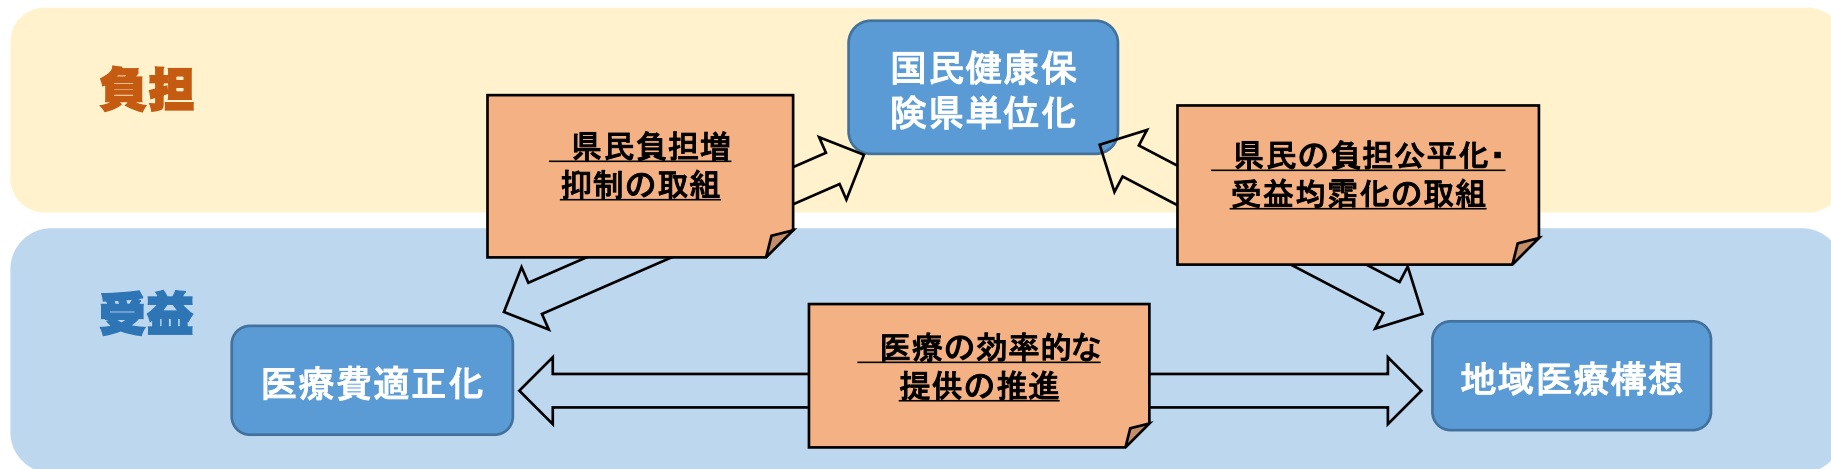 負担
国民健康保
険県単位化
県民負担増
抑制の取組
県民の負担公平化・
受益均霑化の取組
受益
医療費適正化
医療の効率的な
提供の推進
地域医療構想